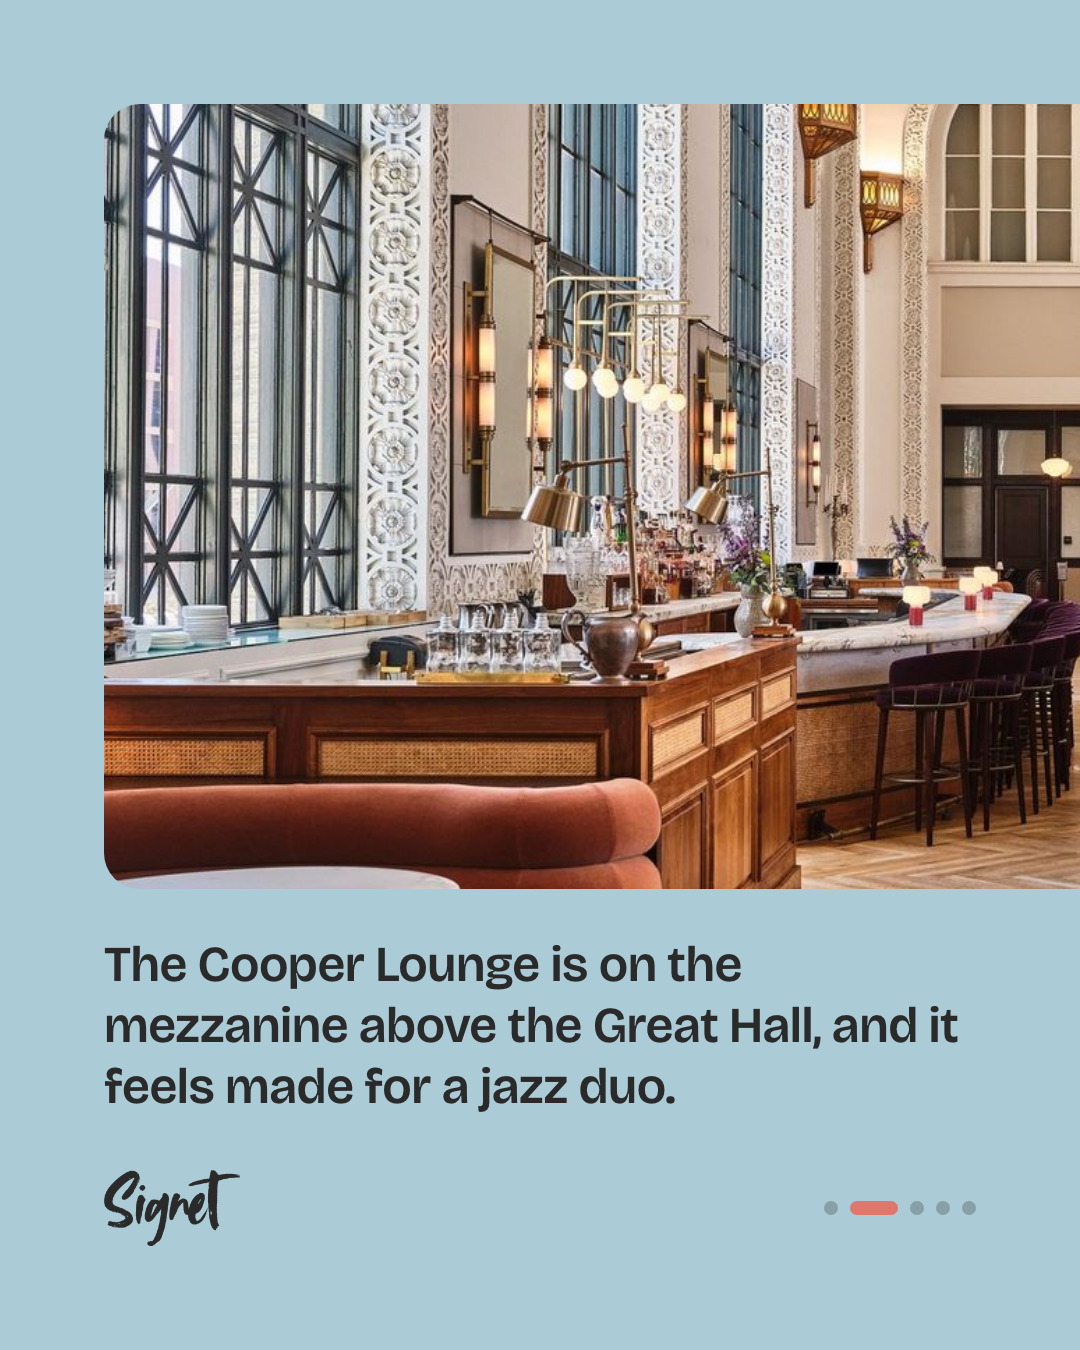 The Cooper Lounge is on the
mezzanine above the Great Hall, and it
feels made for a jazz duo.
Signet